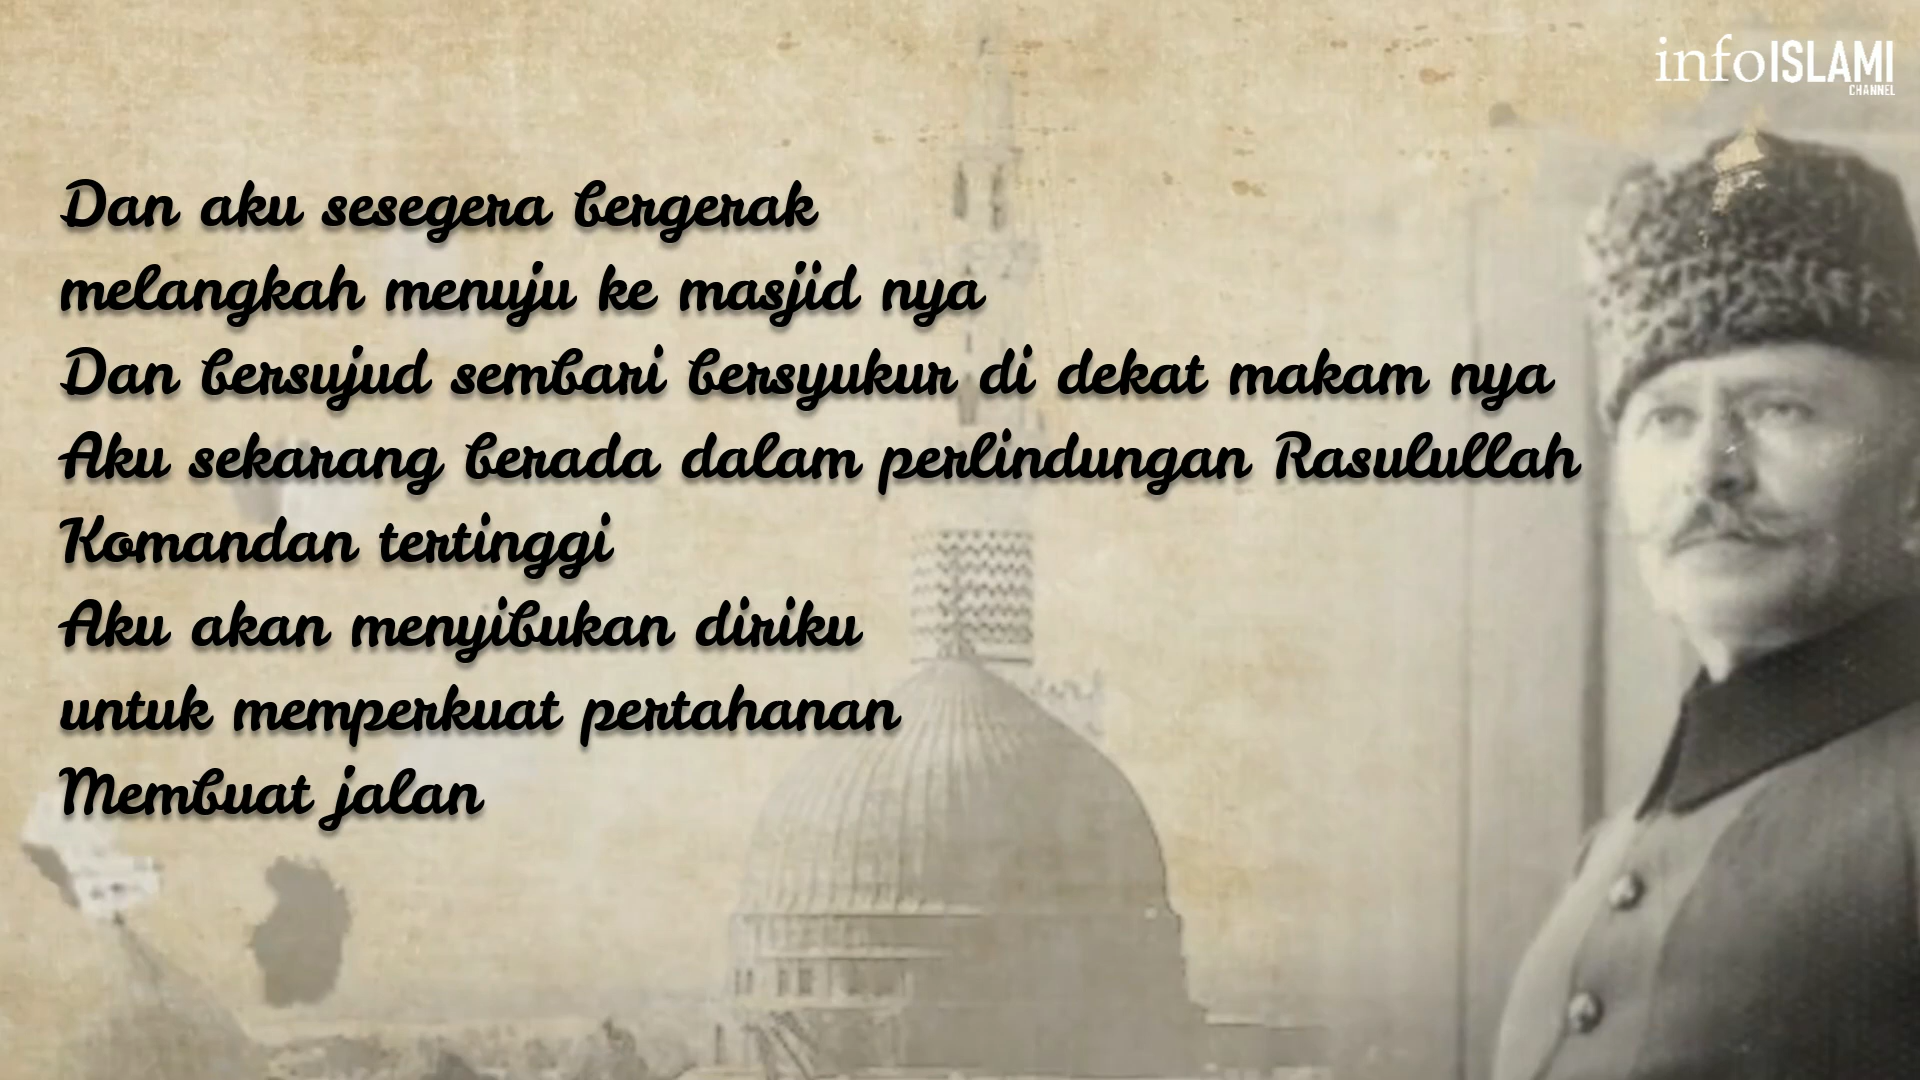 infoISLAMI
CHANNEL
Dan aku sesegera bergerak
melangkah menuju ke masjid nya
Dan bersujud sembari bersyukur di dekat makam nya
Aku sekarang berada dalam perlindungan Rasulullah
Komandan tertinggi
Aku akan menyibukan diriku
untuk memperkuat pertahanan
Membuat jalan